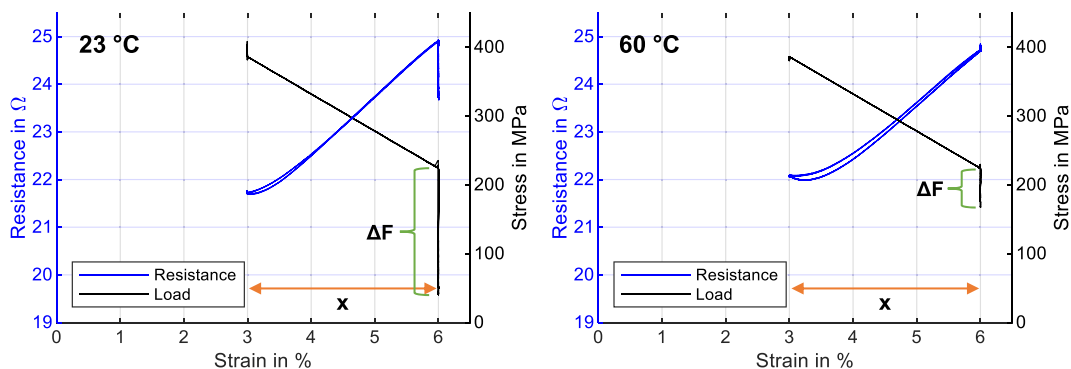 23 °C
25
24
23
22
21
20
19
Resistance in Ω
400
300
200
100
0
Stress in MPa
ΔF
Resistance
Load
x
0 1 2 3 4 5 6
Strain in %
60 °C
25
24
23
22
21
20
19
Resistance in Ω
400
300
200
100
0
Stress in MPa
ΔF
Resistance
Load
x
0 1 2 3 4 5 6
Strain in %